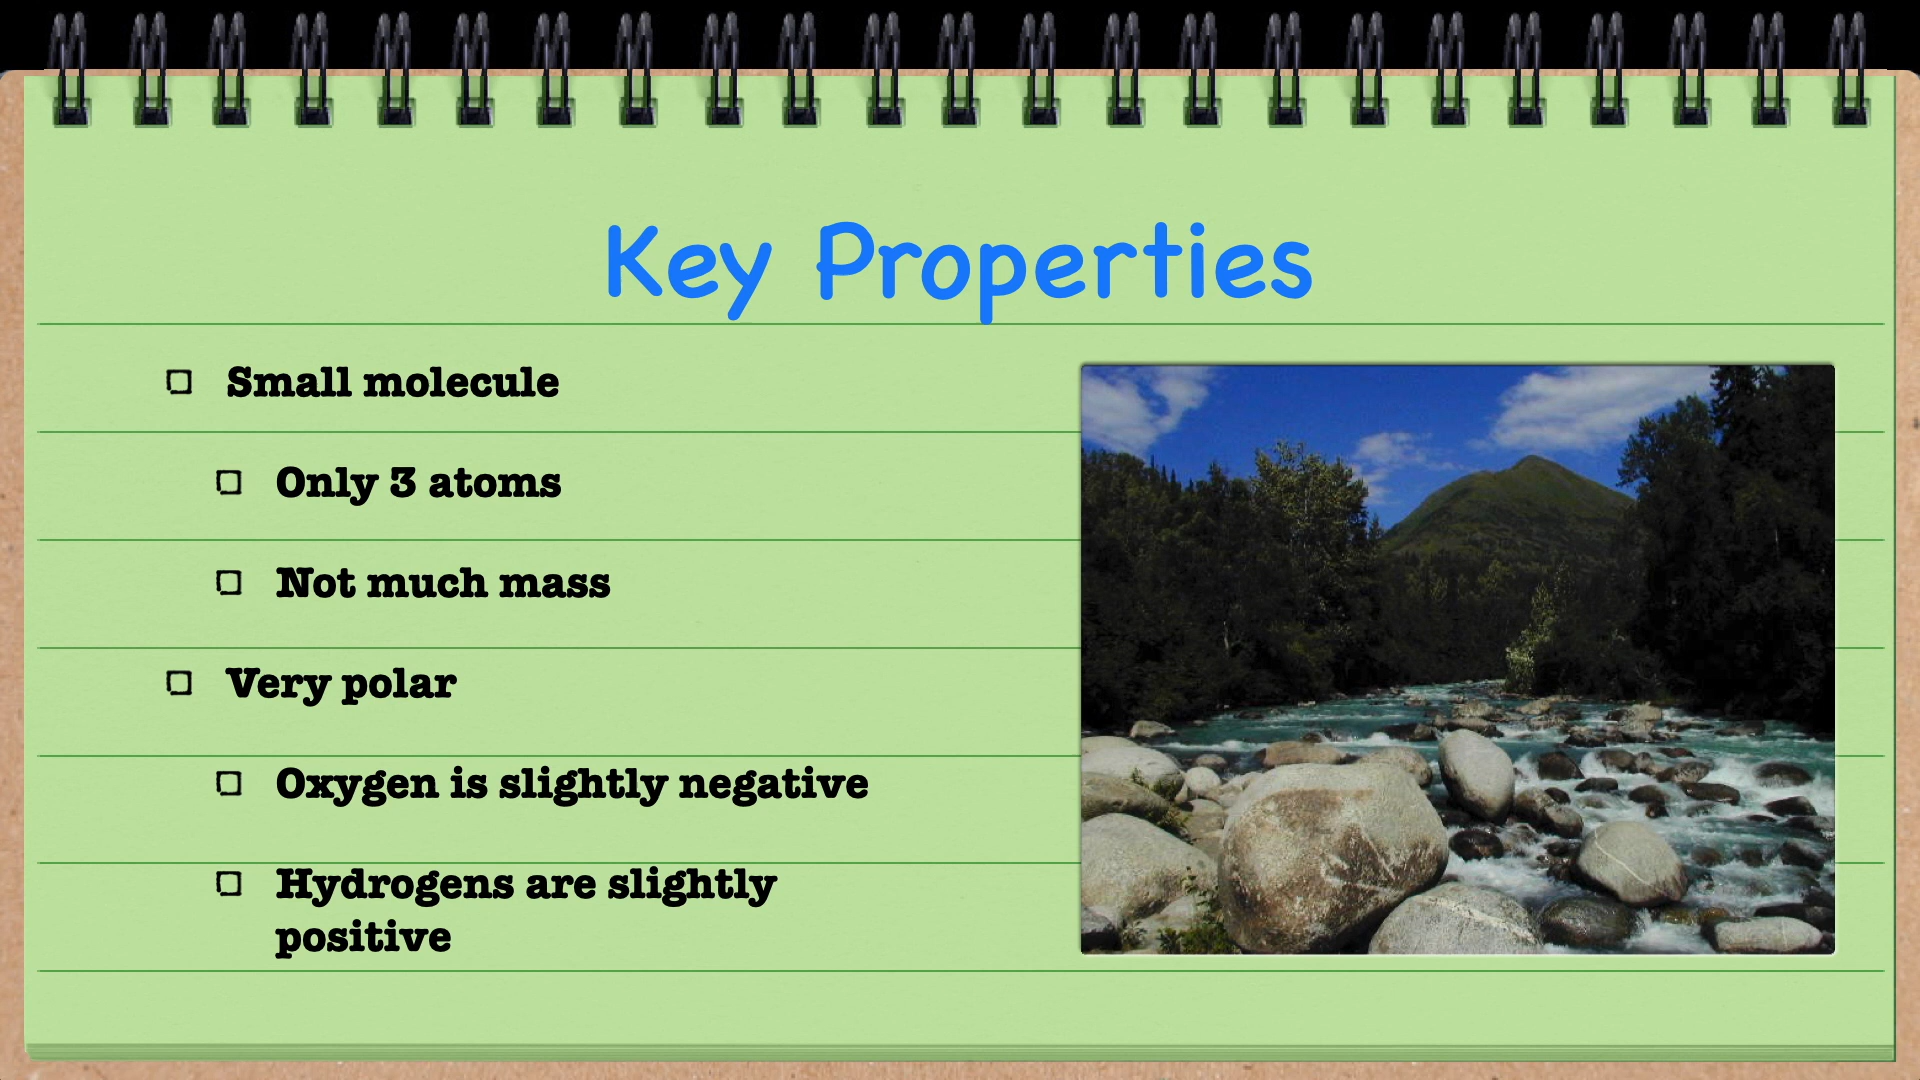 Key Properties
Small molecule
Only 3 atoms
Not much mass
Very polar
Oxygen is slightly negative
Hydrogens are slightly
positive